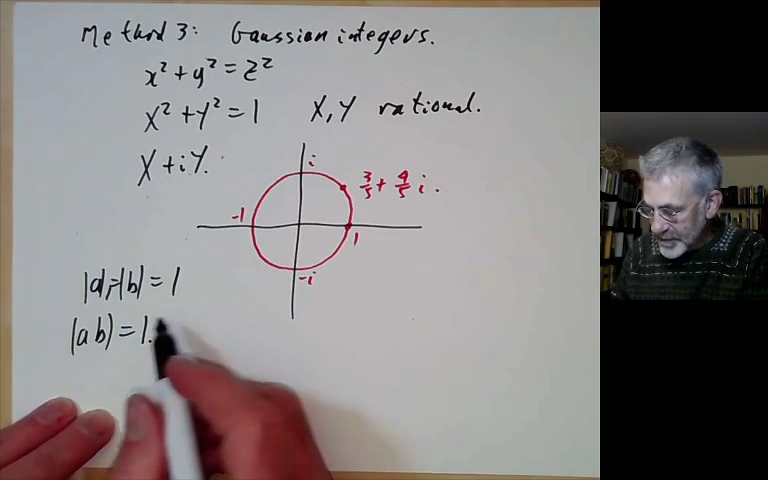 Method 3: Gaussian integers.
x² + y² = z²
X² + Y² = 1 X, Y rational.
X + iY.
i
3/5 + 4/5 i.
-1
1
-i
|a|=|b| = 1
|ab| = 1.